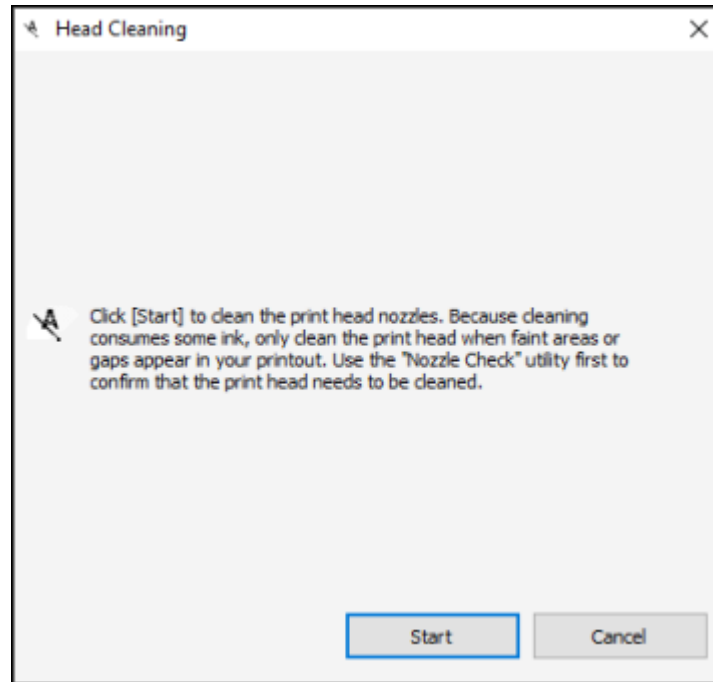 Head Cleaning
Click [Start] to clean the print head nozzles. Because cleaning
consumes some ink, only clean the print head when faint areas or
gaps appear in your printout. Use the "Nozzle Check" utility first to
confirm that the print head needs to be cleaned.
Start
Cancel